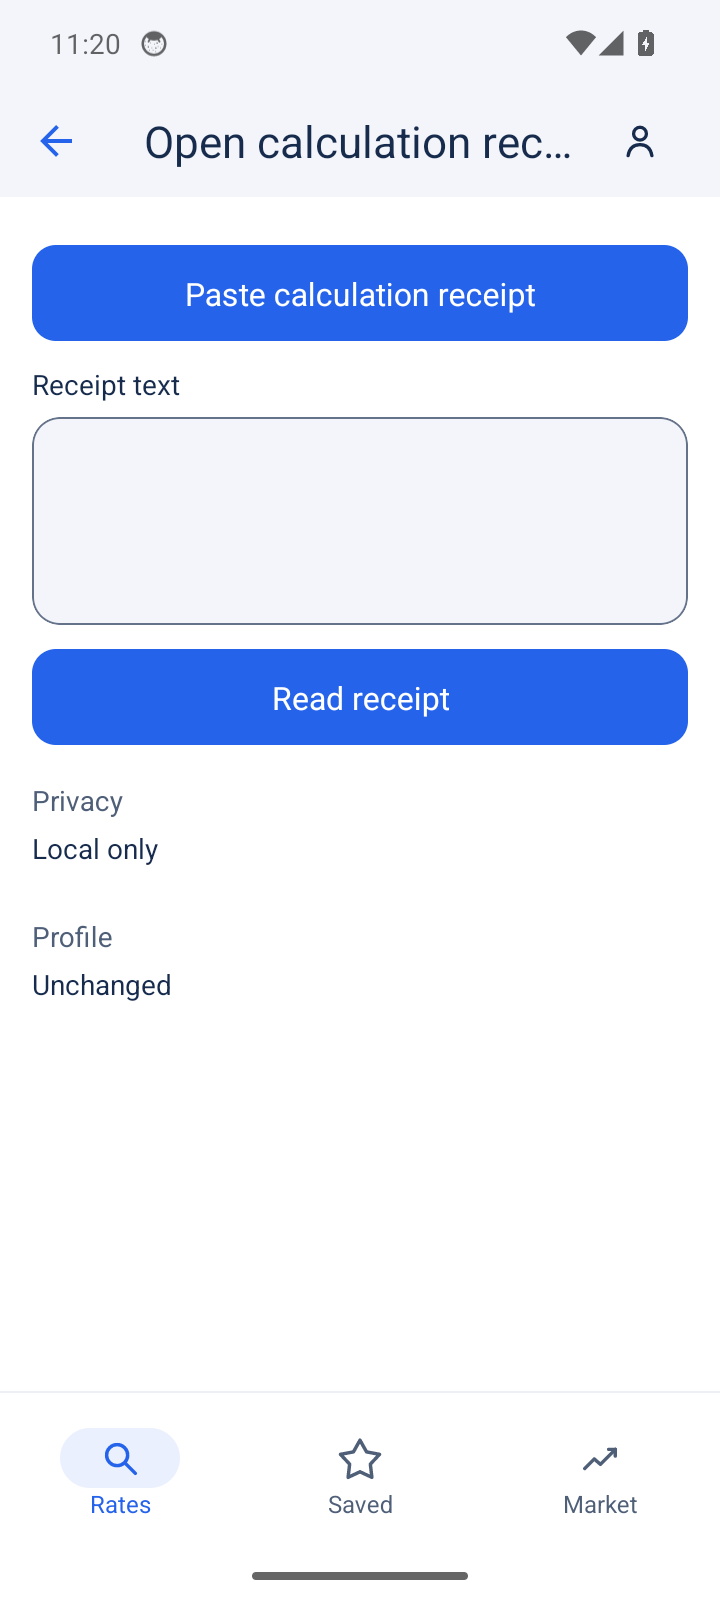 11:20
Open calculation rec...
Paste calculation receipt
Receipt text
Read receipt
Privacy
Local only
Profile
Unchanged
Rates
Saved
Market